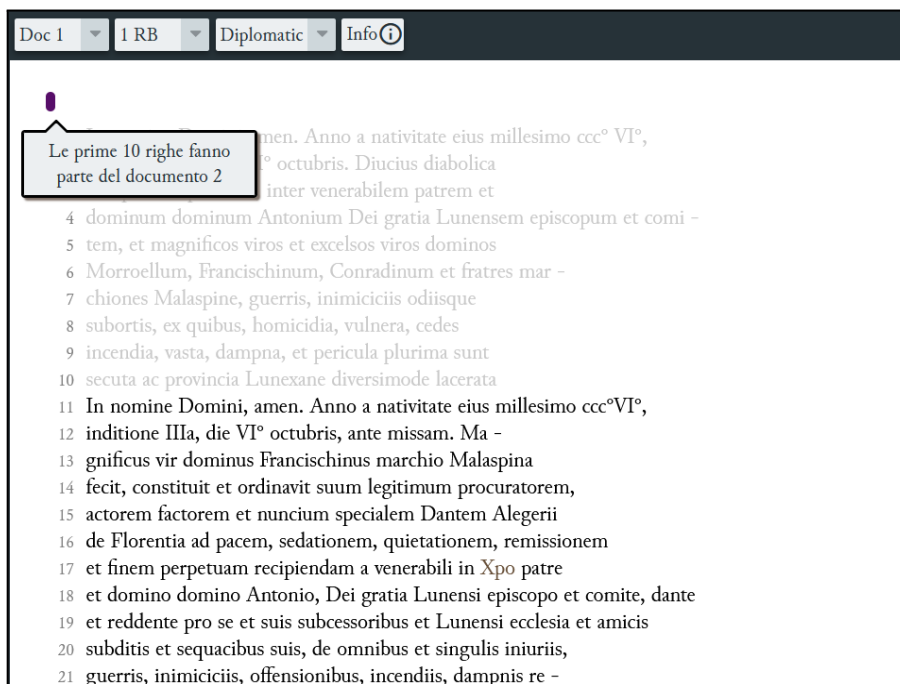 Doc 1 1 RB Diplomatic Info
Le prime 10 righe fanno
parte del documento 2
men. Anno a nativitate eius millesimo cccº VIº,
Iº octubris. Diucius diabolica
inter venerabilem patrem et
4 dominum dominum Antonium Dei gratia Lunensem episcopum et comi -
5 tem, et magnificos viros et excelsos viros dominos
6 Morroellum, Francischinum, Conradinum et fratres mar -
7 chiones Malaspine, guerris, inimiciciis odiisque
8 subortis, ex quibus, homicidia, vulnera, cedes
9 incendia, vasta, dampna, et pericula plurima sunt
10 secuta ac provincia Lunexane diversimode lacerata
11 In nomine Domini, amen. Anno a nativitate eius millesimo cccºVIº,
12 inditione IIIa, die VIº octubris, ante missam. Ma -
13 gnificus vir dominus Francischinus marchio Malaspina
14 fecit, constituit et ordinavit suum legitimum procuratorem,
15 actorem factorem et nuncium specialem Dantem Alegerii
16 de Florentia ad pacem, sedationem, quietationem, remissionem
17 et finem perpetuam recipiendam a venerabili in Xpo patre
18 et domino domino Antonio, Dei gratia Lunensi episcopo et comite, dante
19 et reddente pro se et suis subcessoribus et Lunensi ecclesia et amicis
20 subditis et sequacibus suis, de omnibus et singulis iniuriis,
21 guerris, inimiciciis, offensionibus, incendiis, dampnis re -